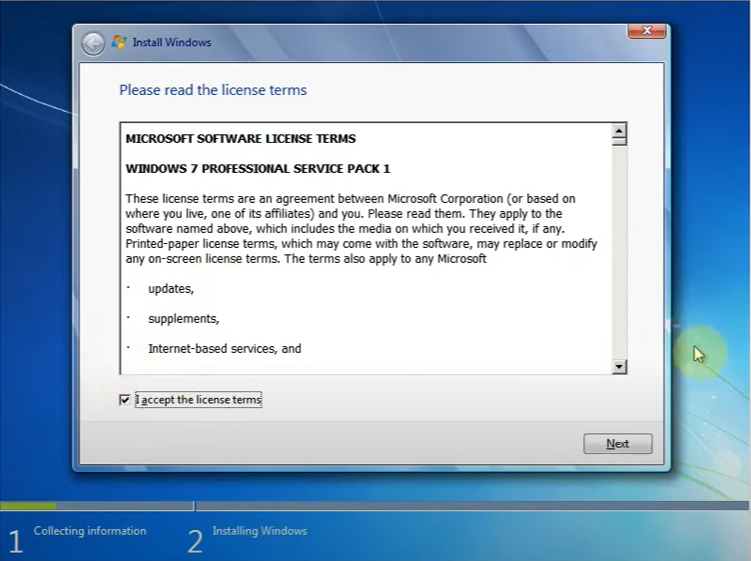 Install Windows
Please read the license terms
MICROSOFT SOFTWARE LICENSE TERMS
WINDOWS 7 PROFESSIONAL SERVICE PACK 1
These license terms are an agreement between Microsoft Corporation (or based on
where you live, one of its affiliates) and you. Please read them. They apply to the
software named above, which includes the media on which you received it, if any.
Printed-paper license terms, which may come with the software, may replace or modify
any on-screen license terms. The terms also apply to any Microsoft
· updates,
· supplements,
· Internet-based services, and
I accept the license terms
Next
1 Collecting information
2 Installing Windows